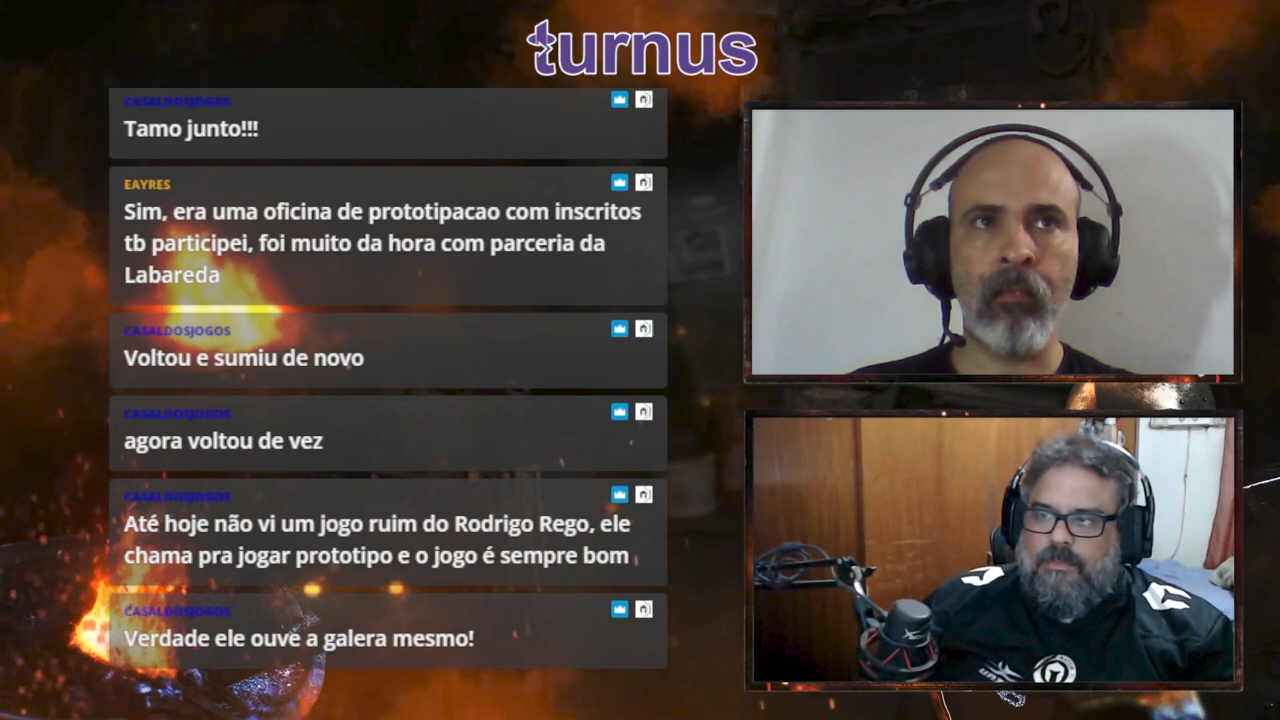 turnus
CASALDOSJOGOS
Tamo junto!!!
EAYRES
Sim, era uma oficina de prototipacao com inscritos
tb participei, foi muito da hora com parceria da
Labareda
CASALDOSJOGOS
Voltou e sumiu de novo
CASALDOSJOGOS
agora voltou de vez
CASALDOSJOGOS
Até hoje não vi um jogo ruim do Rodrigo Rego, ele
chama pra jogar prototipo e o jogo é sempre bom
CASALDOSJOGOS
Verdade ele ouve a galera mesmo!